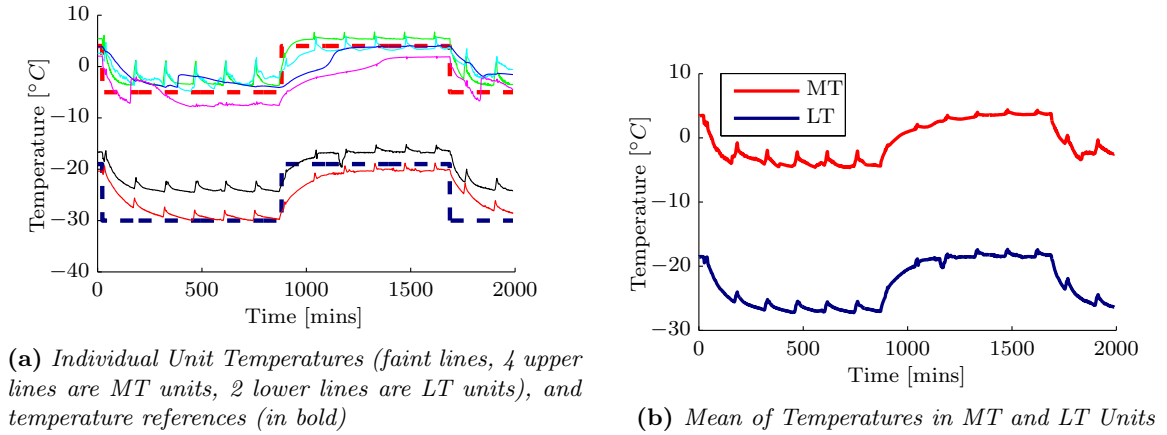 10
0
−10
−20
−30
−40
Temperature [°C]
0
500
1000
1500
2000
Time [mins]
(a) Individual Unit Temperatures (faint lines, 4 upper
lines are MT units, 2 lower lines are LT units), and
temperature references (in bold)
10
0
−10
−20
−30
Temperature [°C]
MT
LT
0
500
1000
1500
2000
Time [mins]
(b) Mean of Temperatures in MT and LT Units